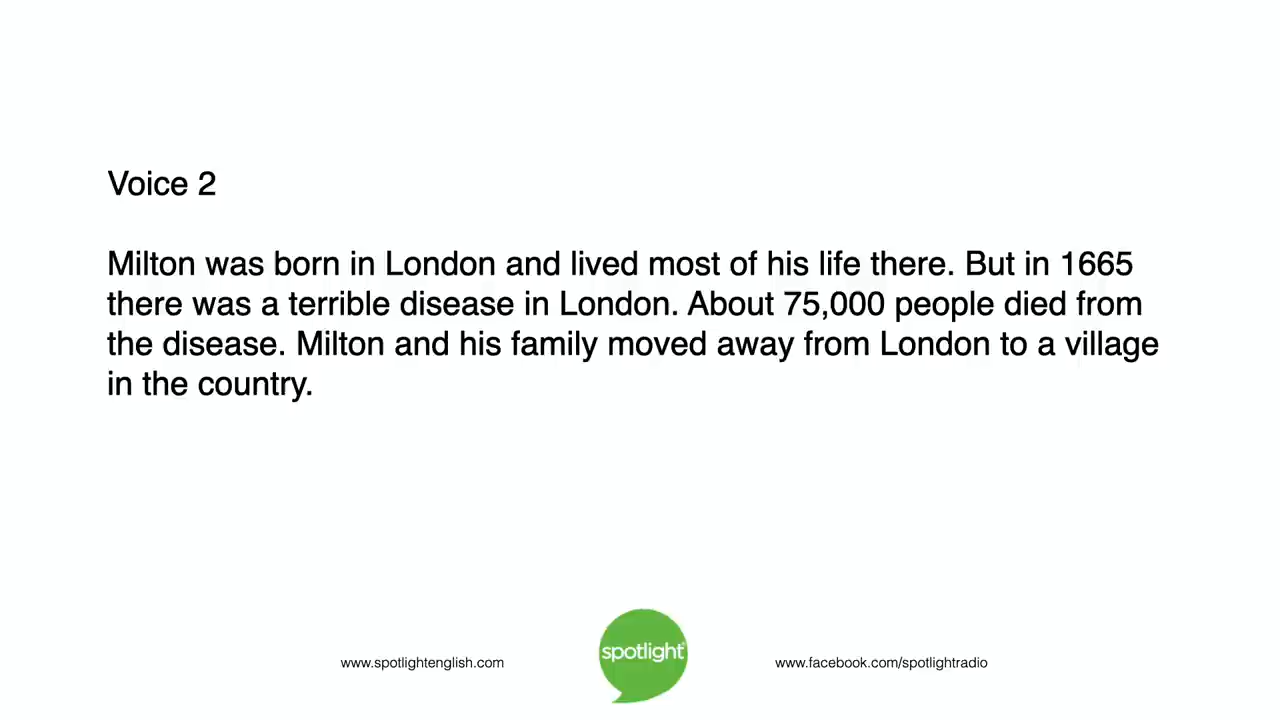 Voice 2
Milton was born in London and lived most of his life there. But in 1665
there was a terrible disease in London. About 75,000 people died from
the disease. Milton and his family moved away from London to a village
in the country.
www.spotlightenglish.com
spotlight
www.facebook.com/spotlightradio